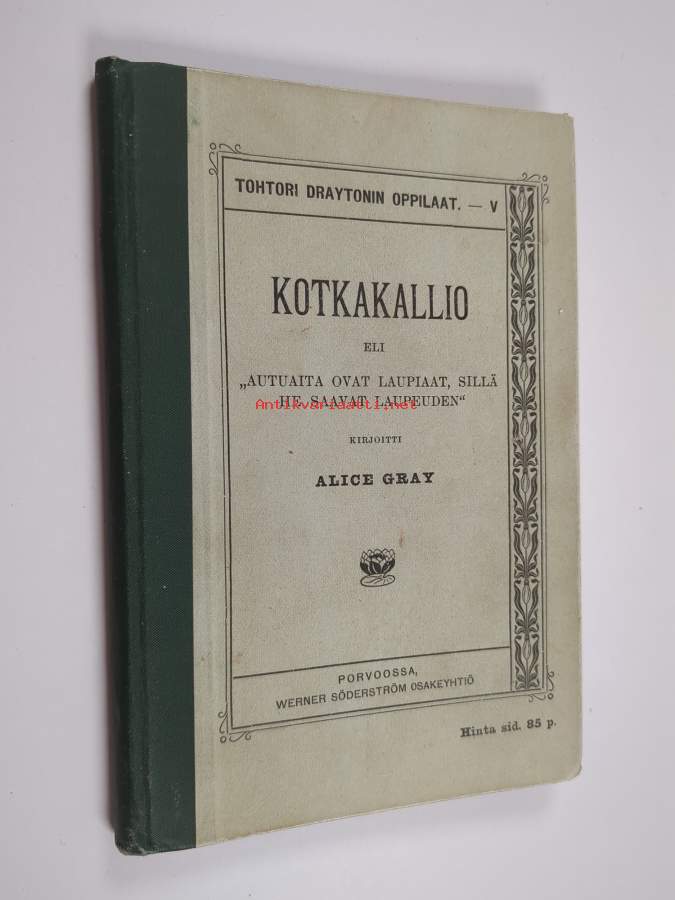 TOHTORI DRAYTONIN OPPILAAT. — V
KOTKAKALLIO
ELI
„AUTUAITA OVAT LAUPIAAT, SILLÄ
HE SAAVAT LAUPEUDEN“
Antikvariaatti.net
KIRJOITTI
ALICE GRAY
PORVOOSSA,
WERNER SÖDERSTRÖM OSAKEYHTIÖ
Hinta sid. 85 p.